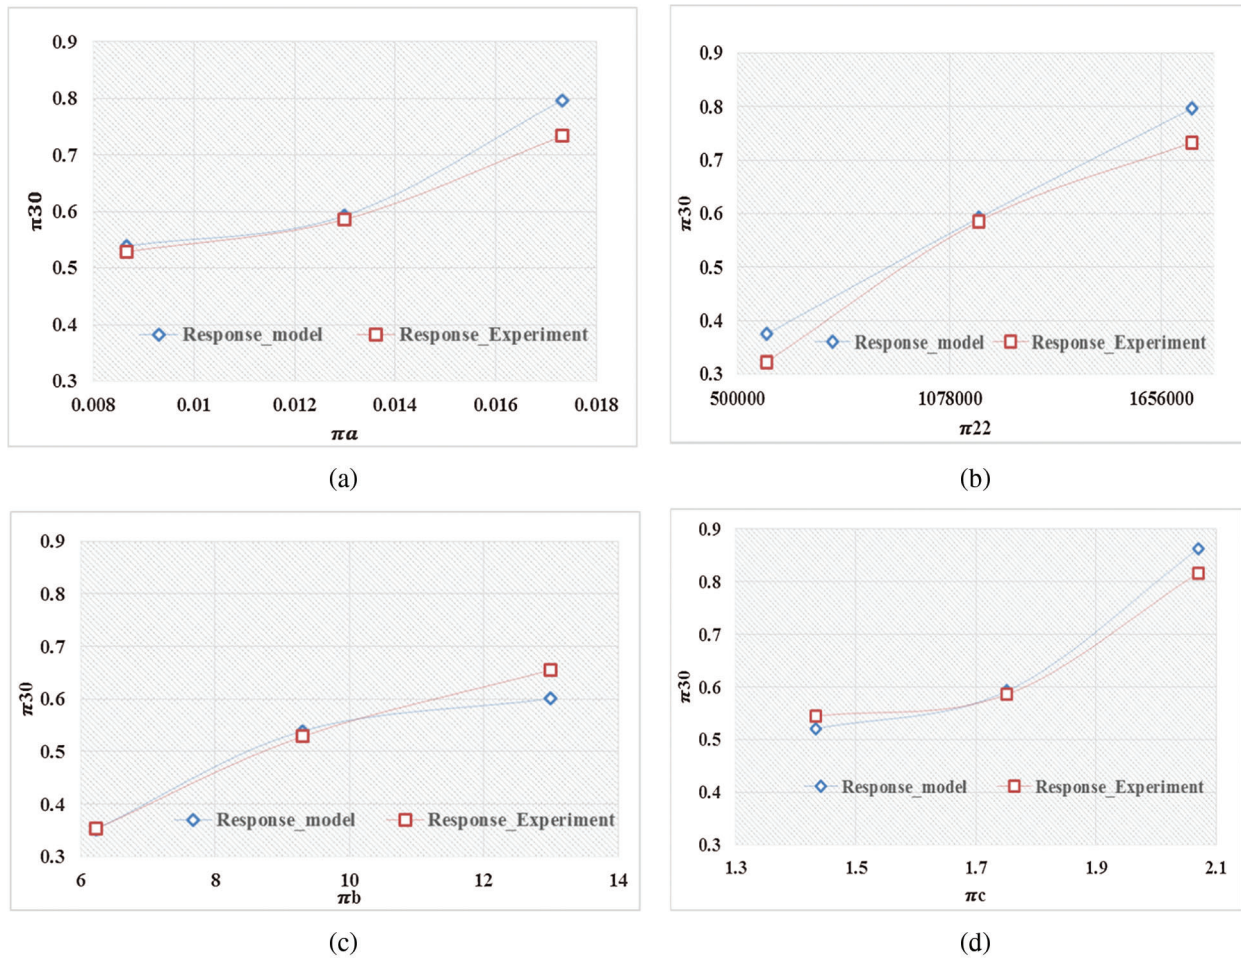 0.9
0.8
0.7
0.6
0.5
0.4
0.3
π30
Response_model
Response_Experiment
0.008
0.01
0.012
0.014
0.016
0.018
πa
(a)
0.9
0.8
0.7
0.6
0.5
0.4
0.3
π30
Response_model
Response_Experiment
500000
1078000
1656000
π22
(b)
0.9
0.8
0.7
0.6
0.5
0.4
0.3
π30
Response_model
Response_Experiment
6
8
10
12
14
πb
(c)
0.9
0.8
0.7
0.6
0.5
0.4
0.3
π30
Response_model
Response_Experiment
1.3
1.5
1.7
1.9
2.1
πc
(d)